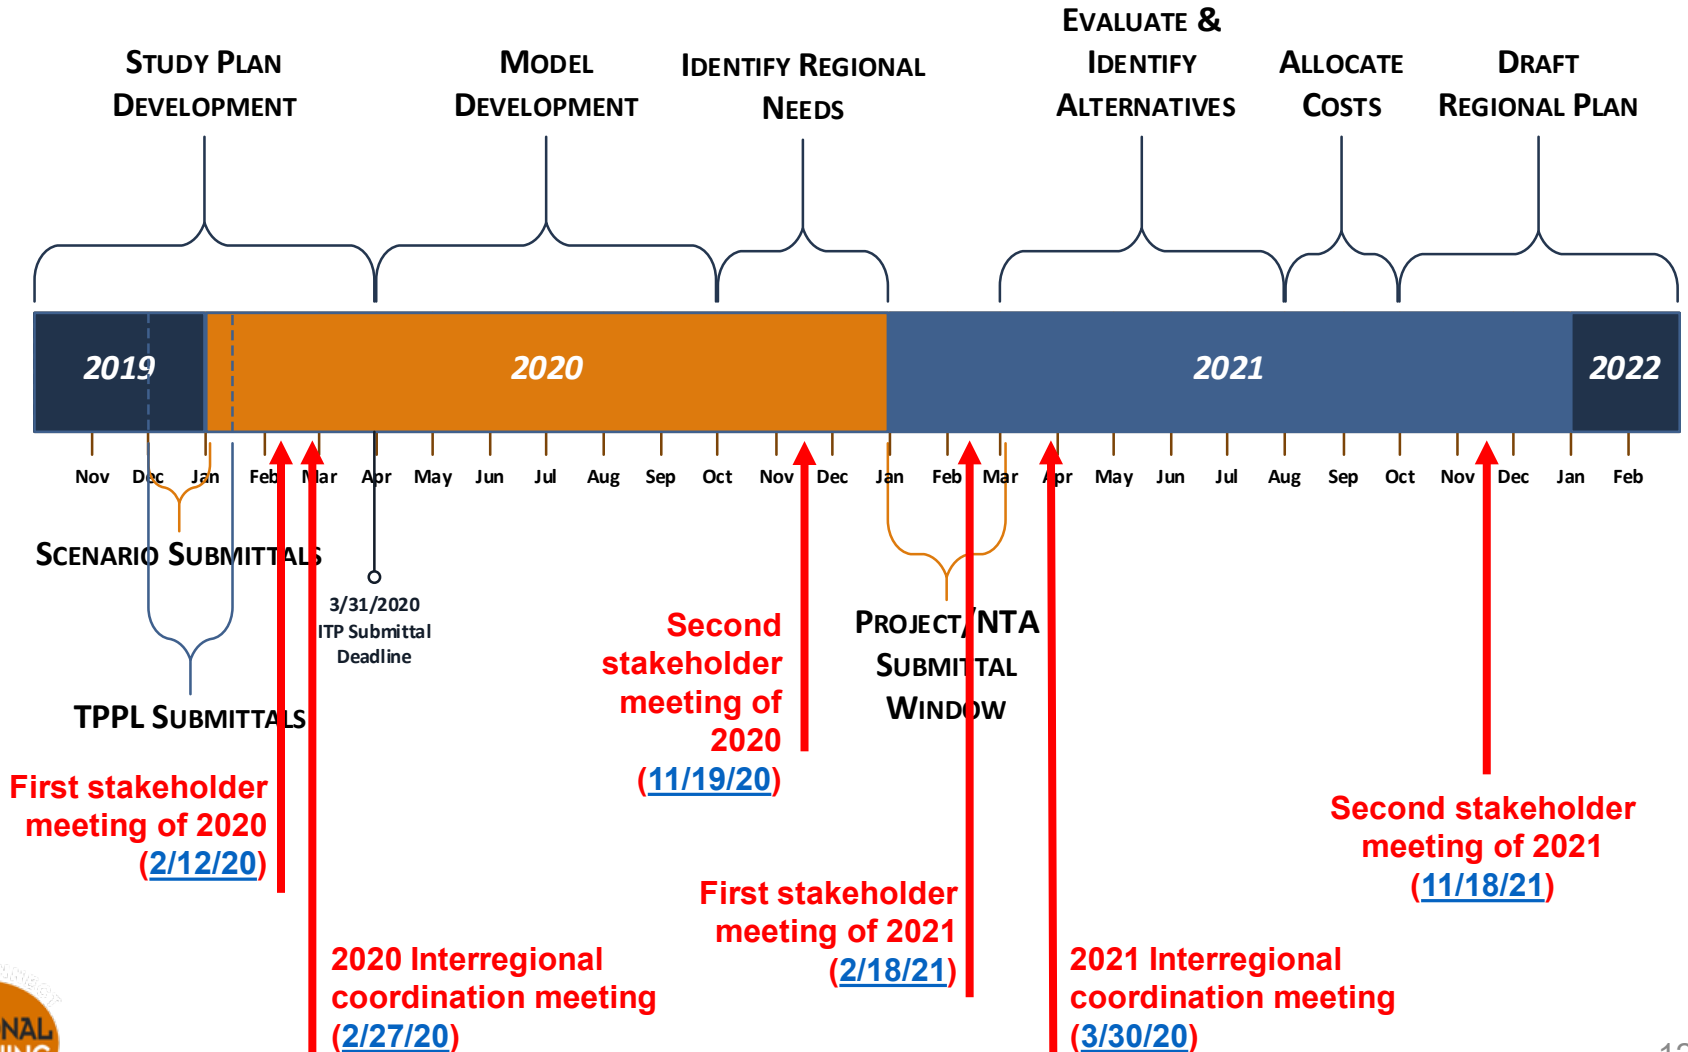 STUDY PLAN
DEVELOPMENT
MODEL
DEVELOPMENT
IDENTIFY REGIONAL
NEEDS
EVALUATE &
IDENTIFY
ALTERNATIVES
ALLOCATE
COSTS
DRAFT
REGIONAL PLAN
2019
2020
2021
2022
Nov Dec Jan Feb Mar Apr May Jun Jul Aug Sep Oct Nov Dec Jan Feb Mar Apr May Jun Jul Aug Sep Oct Nov Dec Jan Feb
SCENARIO SUBMITTALS
TPPL SUBMITTALS
3/31/2020
ITP Submittal
Deadline
PROJECT/NTA
SUBMITTAL
WINDOW
First stakeholder
meeting of 2020
(2/12/20)
2020 Interregional
coordination meeting
(2/27/20)
Second
stakeholder
meeting of
2020
(11/19/20)
First stakeholder
meeting of 2021
(2/18/21)
2021 Interregional
coordination meeting
(3/30/20)
Second stakeholder
meeting of 2021
(11/18/21)